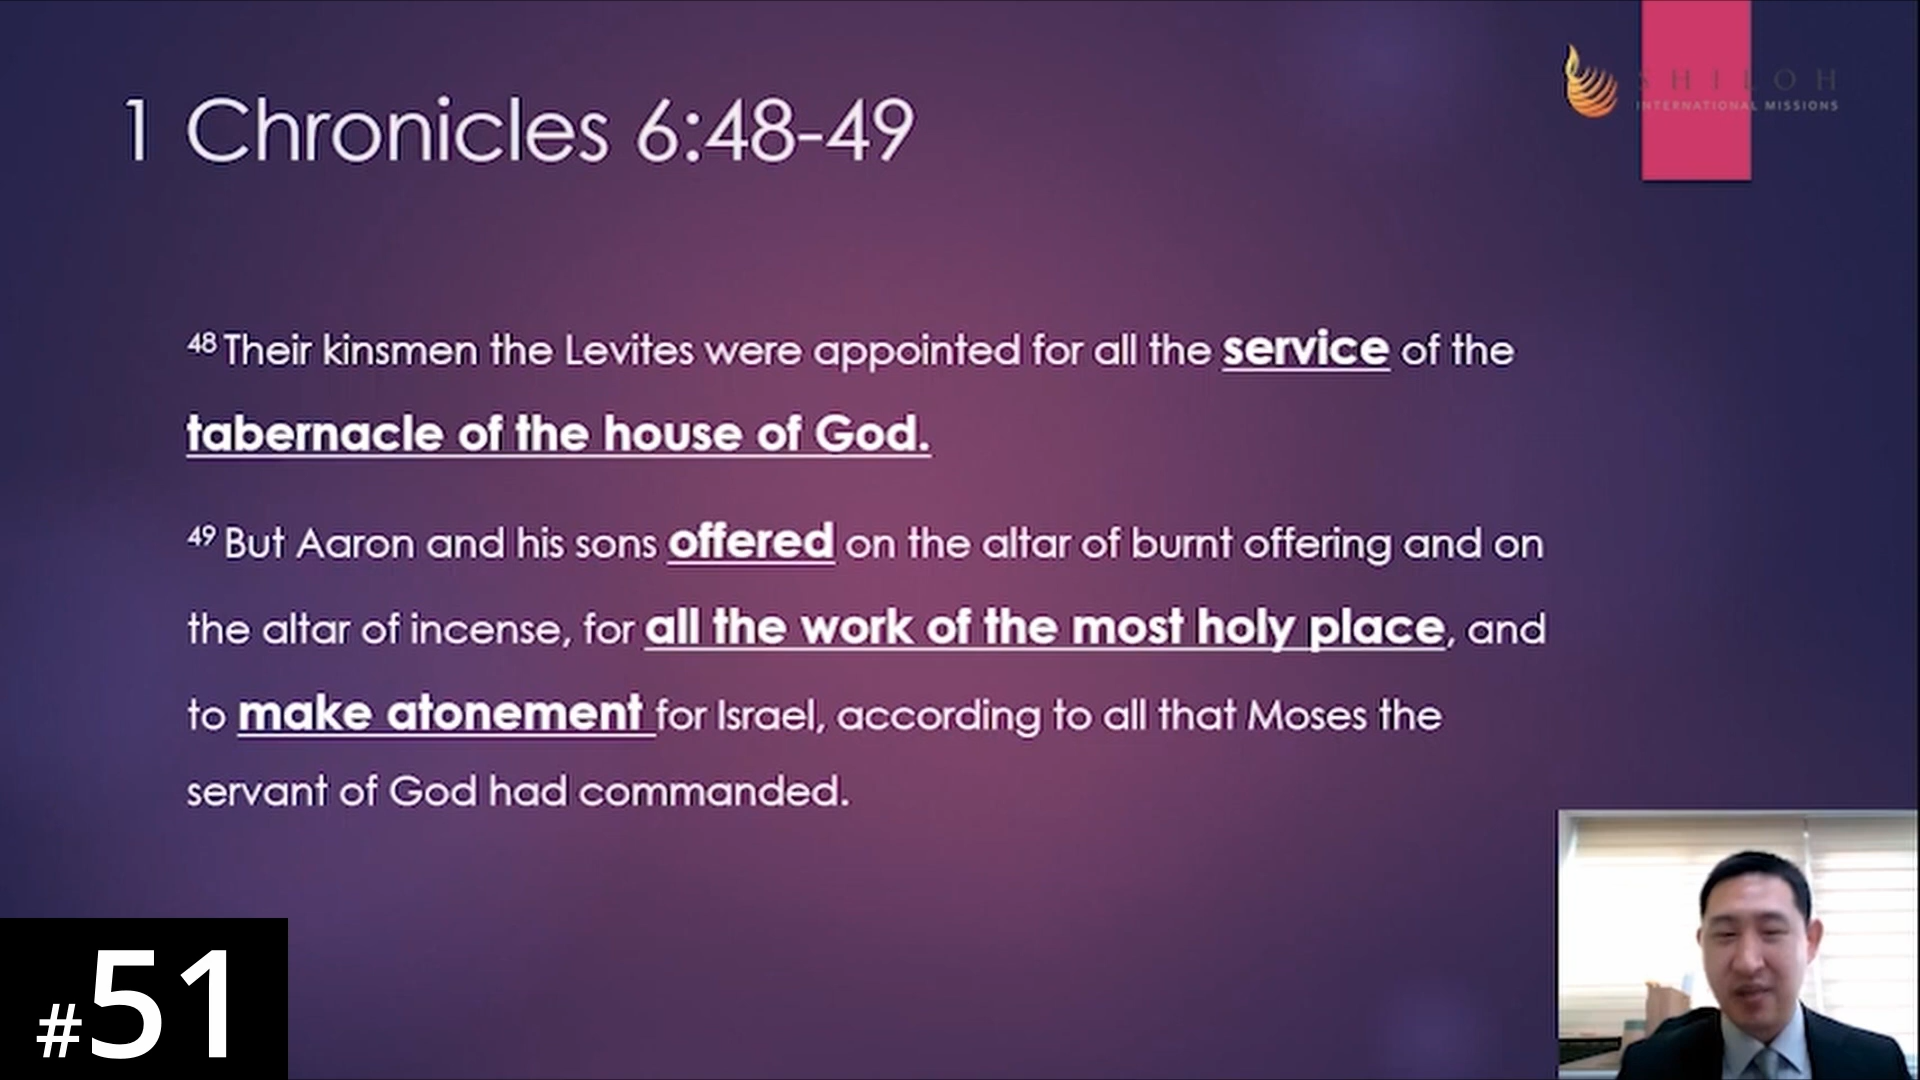 SHILOH
INTERNATIONAL MISSIONS
1 Chronicles 6:48-49
48 Their kinsmen the Levites were appointed for all the service of the
tabernacle of the house of God.
49 But Aaron and his sons offered on the altar of burnt offering and on
the altar of incense, for all the work of the most holy place, and
to make atonement for Israel, according to all that Moses the
servant of God had commanded.
#51